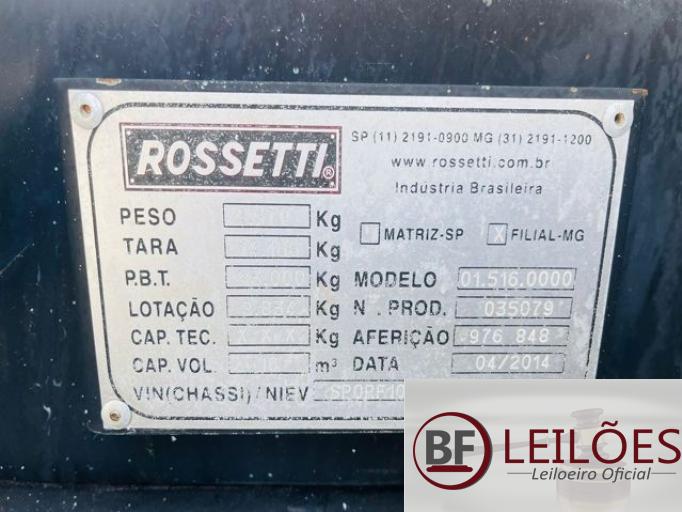 ROSSETTI®
SP (11) 2191-0900 MG (31) 2191-1200
www.rossetti.com.br
Indústria Brasileira
PESO Kg
TARA Kg
MATRIZ-SP X FILIAL-MG
P.B.T. Kg MODELO 01.516.0000
LOTAÇÃO Kg N°. PROD. 035079
CAP. TEC. X X X Kg AFERIÇÃO 976 848
CAP. VOL. m³ DATA 04/2014
VIN(CHASSI)/NIEV
BF LEILÕES
Leiloeiro Oficial